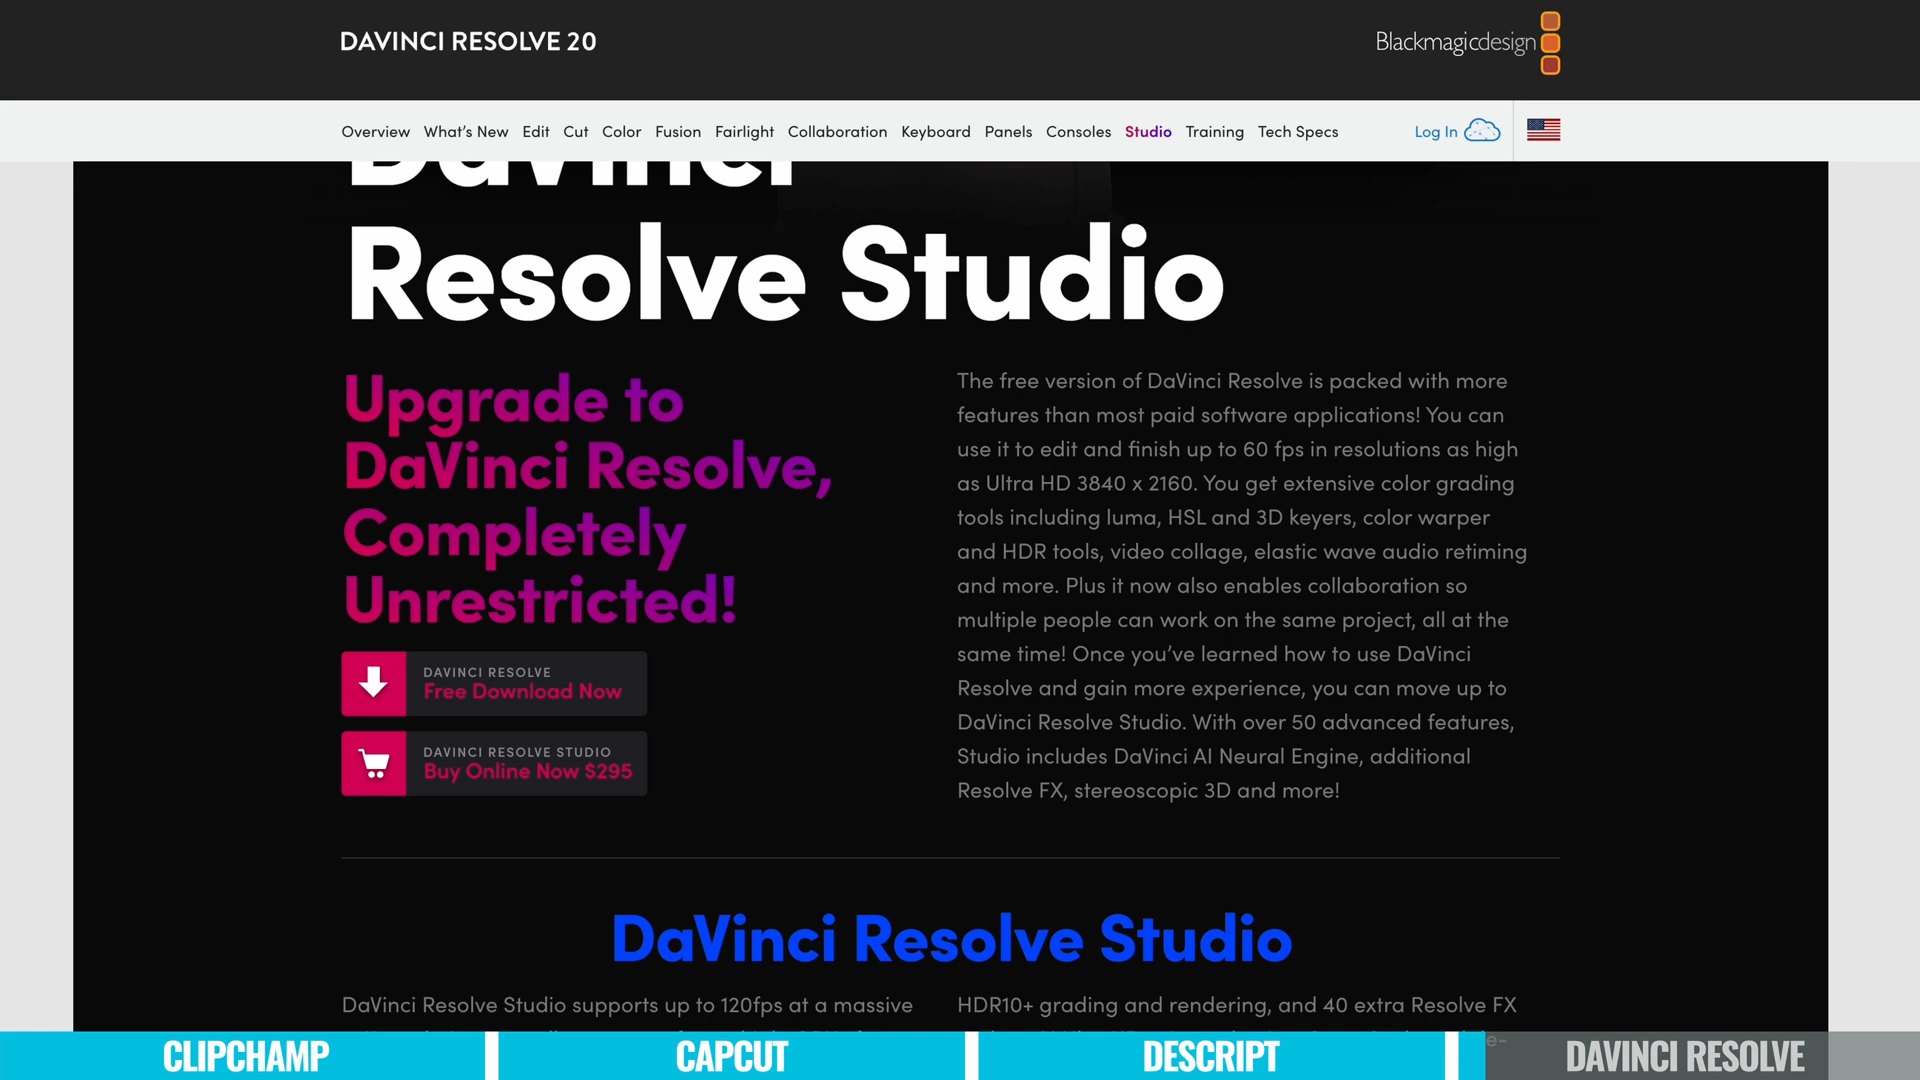 DAVINCI RESOLVE 20
Blackmagicdesign
Overview What's New Edit Cut Color Fusion Fairlight Collaboration Keyboard Panels Consoles Studio Training Tech Specs Log In
DaVinci
Resolve Studio
Upgrade to
DaVinci Resolve,
Completely
Unrestricted!
DAVINCI RESOLVE
Free Download Now
DAVINCI RESOLVE STUDIO
Buy Online Now $295
The free version of DaVinci Resolve is packed with more
features than most paid software applications! You can
use it to edit and finish up to 60 fps in resolutions as high
as Ultra HD 3840 x 2160. You get extensive color grading
tools including luma, HSL and 3D keyers, color warper
and HDR tools, video collage, elastic wave audio retiming
and more. Plus it now also enables collaboration so
multiple people can work on the same project, all at the
same time! Once you've learned how to use DaVinci
Resolve and gain more experience, you can move up to
DaVinci Resolve Studio. With over 50 advanced features,
Studio includes DaVinci AI Neural Engine, additional
Resolve FX, stereoscopic 3D and more!
DaVinci Resolve Studio
DaVinci Resolve Studio supports up to 120fps at a massive
HDR10+ grading and rendering, and 40 extra Resolve FX
CLIPCHAMP
CAPCUT
DESCRIPT
DAVINCI RESOLVE